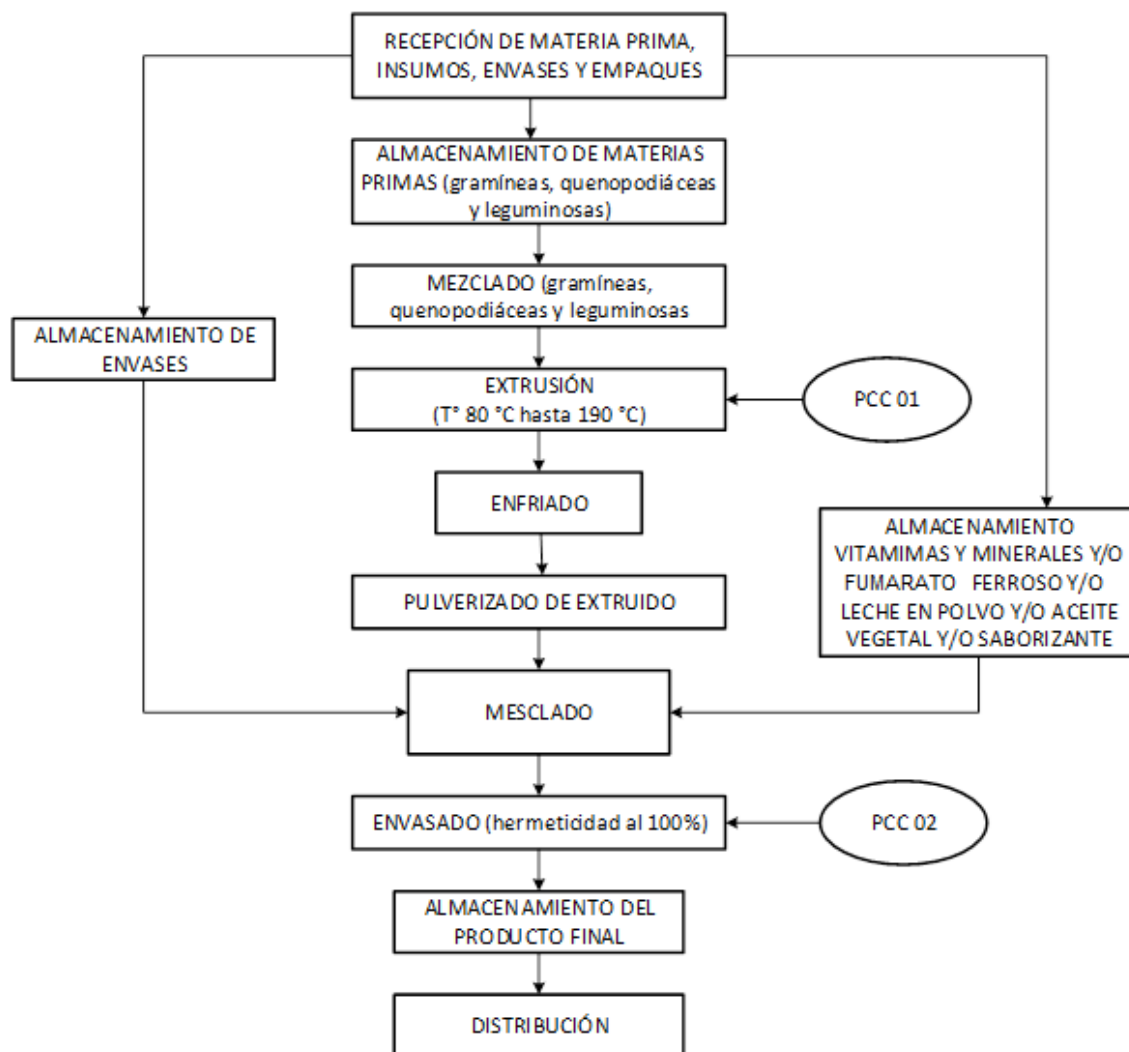 RECEPCIÓN DE MATERIA PRIMA,
INSUMOS, ENVASES Y EMPAQUES
ALMACENAMIENTO DE MATERIAS
PRIMAS (gramíneas, quenopodiáceas
y leguminosas)
MEZCLADO (gramíneas,
quenopodiáceas y leguminosas
ALMACENAMIENTO DE
ENVASES
EXTRUSIÓN
(T° 80 °C hasta 190 °C)
PCC 01
ENFRIADO
ALMACENAMIENTO
VITAMIMAS Y MINERALES Y/O
FUMARATO FERROSO Y/O
LECHE EN POLVO Y/O ACEITE
VEGETAL Y/O SABORIZANTE
PULVERIZADO DE EXTRUIDO
MESCLADO
ENVASADO (hermeticidad al 100%)
PCC 02
ALMACENAMIENTO DEL
PRODUCTO FINAL
DISTRIBUCIÓN